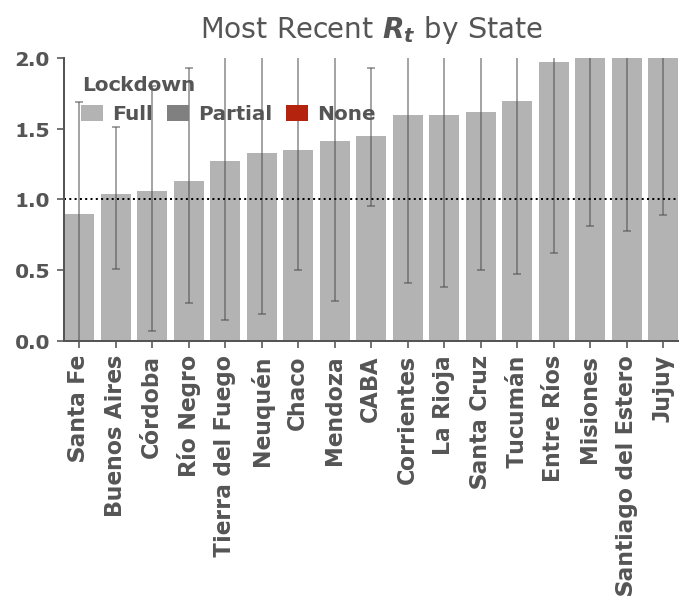 Most Recent Rt by State
2.0
1.5
1.0
0.5
0.0
Lockdown
Full Partial None
Santa Fe
Buenos Aires
Córdoba
Río Negro
Tierra del Fuego
Neuquén
Chaco
Mendoza
CABA
Corrientes
La Rioja
Santa Cruz
Tucumán
Entre Ríos
Misiones
Santiago del Estero
Jujuy